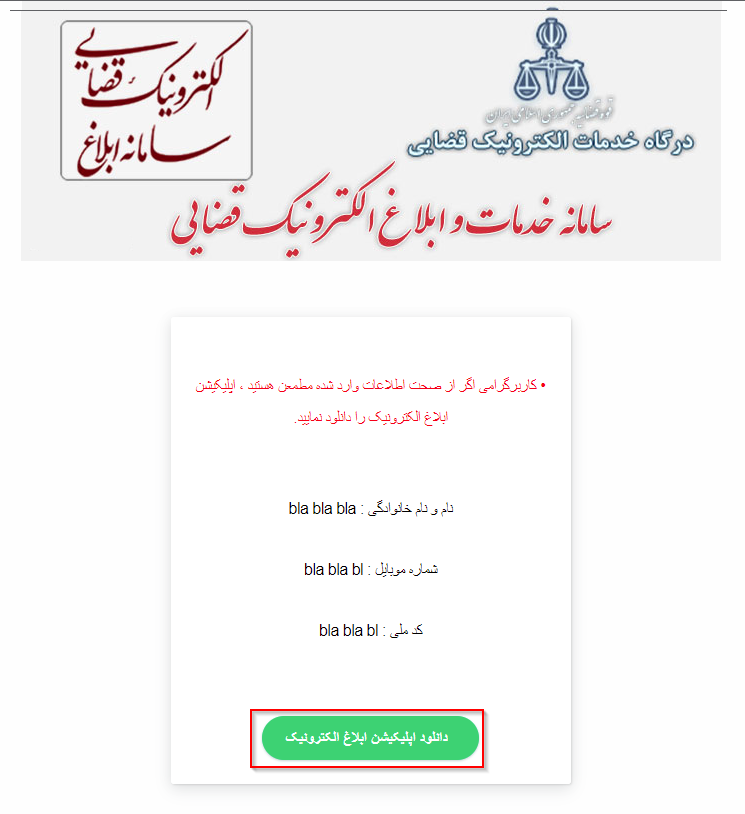 الکترونیک قضایی
سامانه ابلاغ
قوه قضاییه جمهوری اسلامی ایران
درگاه خدمات الکترونیک قضایی
سامانه خدمات و ابلاغ الکترونیک قضایی
• کاربرگرامی اگر از صحت اطلاعات وارد شده مطمعن هستید ، اپلیکیشن
ابلاغ الکترونیک را دانلود نمایید.
نام و نام خانوانگی : bla bla bla
شماره موبایل : bla bla bl
کد ملی : bla bla bl
دانلود اپلیکیشن ابلاغ الکترونیک